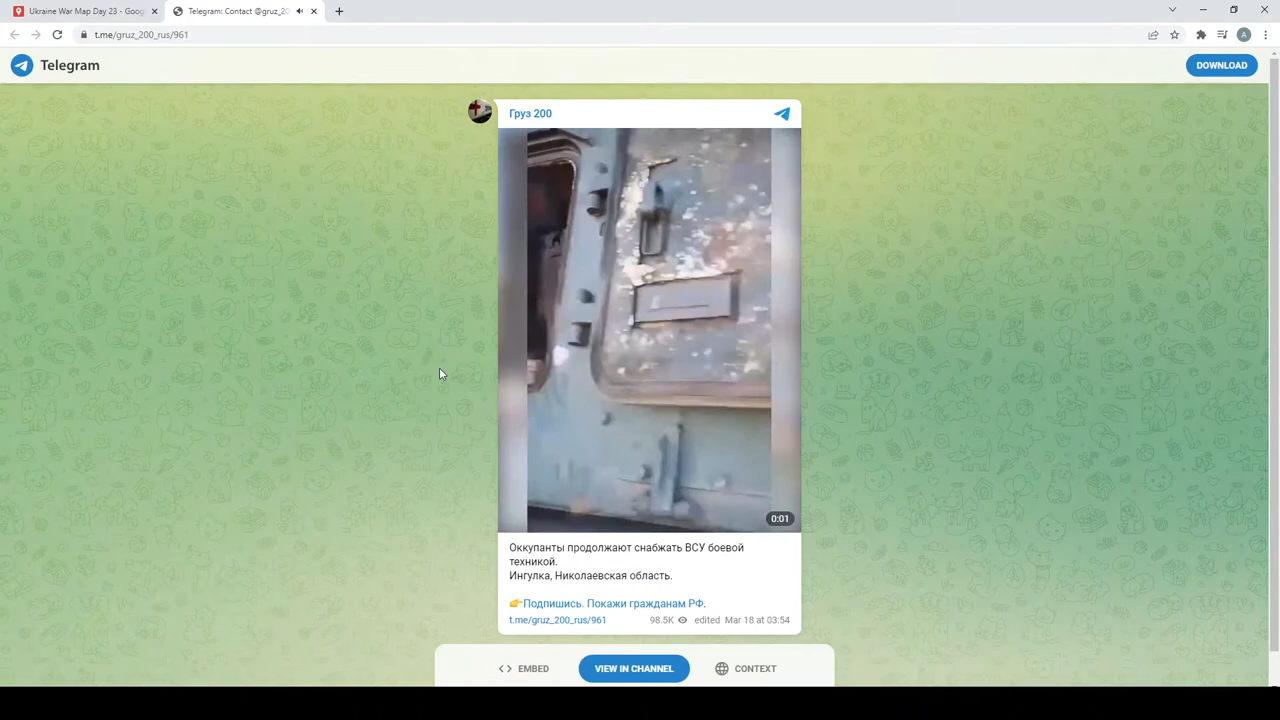 Ukraine War Map Day 23 - Goog
Telegram: Contact @gruz_20
t.me/gruz_200_rus/961
A
Telegram
DOWNLOAD
Груз 200
0:01
Оккупанты продолжают снабжать ВСУ боевой
техникой.
Ингулка, Николаевская область.
👉Подпишись. Покажи гражданам РФ.
t.me/gruz_200_rus/961 98.5K edited Mar 18 at 03:54
EMBED VIEW IN CHANNEL CONTEXT